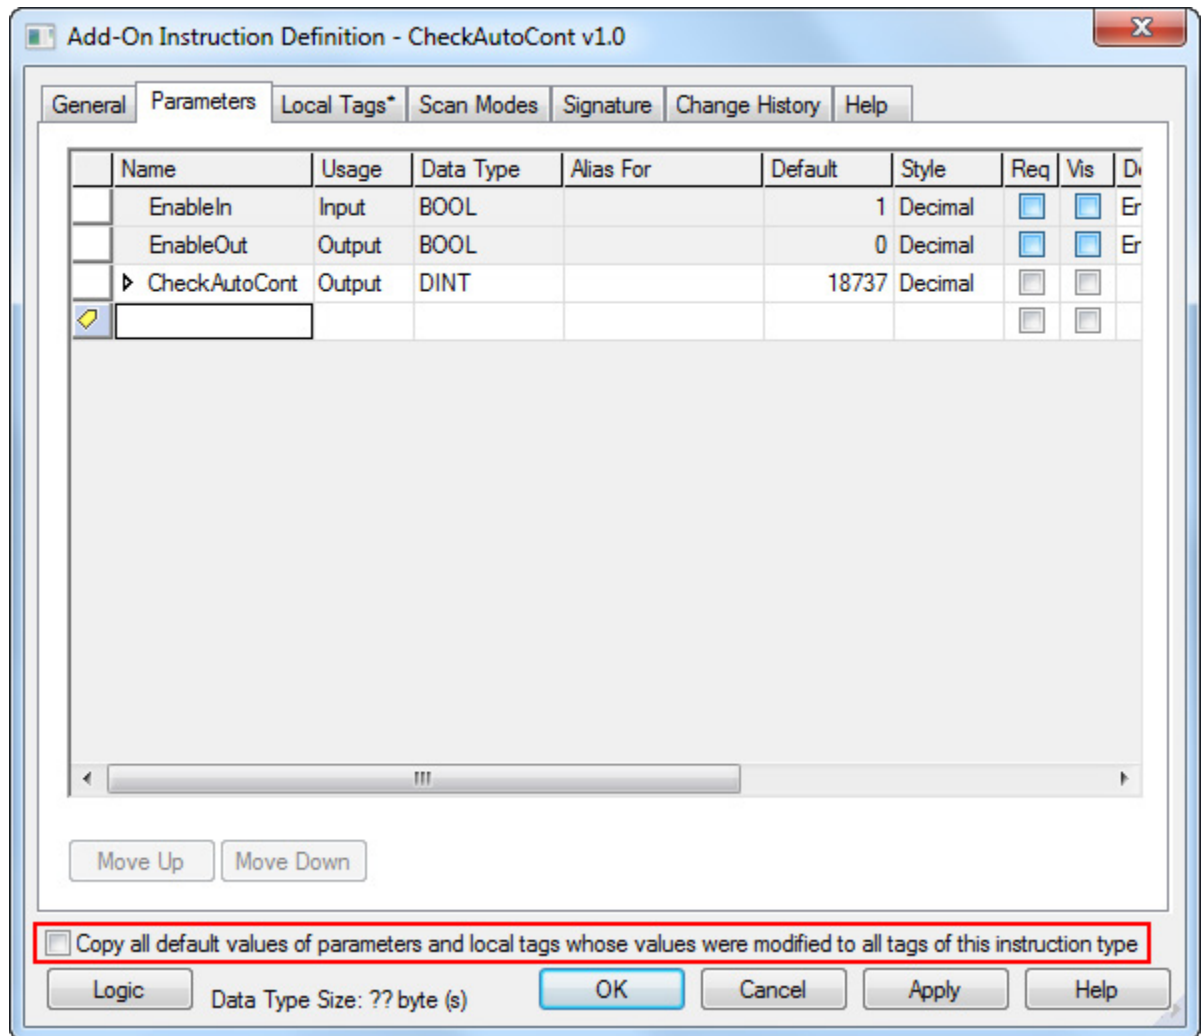 Add-On Instruction Definition - CheckAutoCont v1.0
General Parameters Local Tags* Scan Modes Signature Change History Help
Name Usage Data Type Alias For Default Style Req Vis
EnableIn Input BOOL 1 Decimal
EnableOut Output BOOL 0 Decimal
CheckAutoCont Output DINT 18737 Decimal
Move Up Move Down
Copy all default values of parameters and local tags whose values were modified to all tags of this instruction type
Logic Data Type Size: ?? byte (s) OK Cancel Apply Help